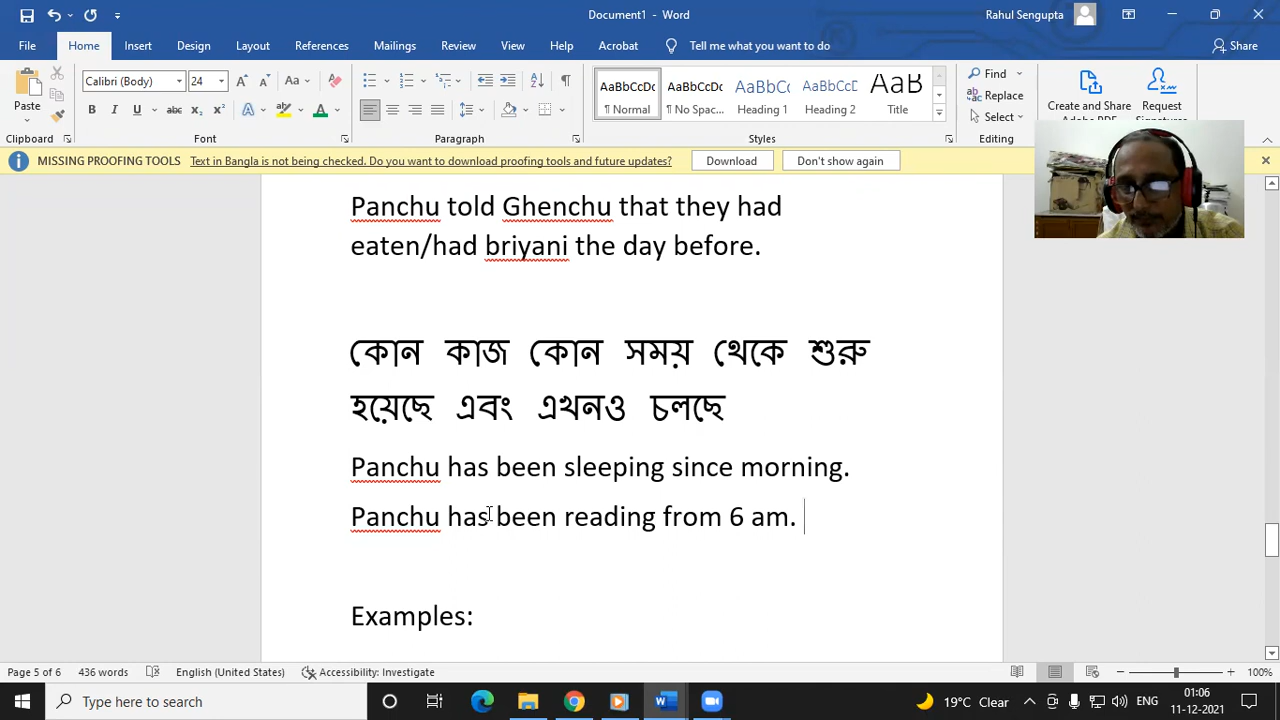 Document1 - Word
Rahul Sengupta
File Home Insert Design Layout References Mailings Review View Help Acrobat Tell me what you want to do Share
Paste
Clipboard
Calibri (Body) 24
Font
Paragraph
AaBbCcDc AaBbCcDc AaBbCc AaBbCcD AaB
¶ Normal ¶ No Spac... Heading 1 Heading 2 Title
Styles
Find
Replace
Select
Editing
Create and Share
Request
MISSING PROOFING TOOLS Text in Bangla is not being checked. Do you want to download proofing tools and future updates? Download Don't show again
Panchu told Ghenchu that they had
eaten/had briyani the day before.
কোন কাজ কোন সময় থেকে শুরু
হয়েছে এবং এখনও চলছে
Panchu has been sleeping since morning.
Panchu has been reading from 6 am.
Examples:
Page 5 of 6 436 words English (United States) Accessibility: Investigate 100%
Type here to search
19°C Clear
ENG
01:06
11-12-2021